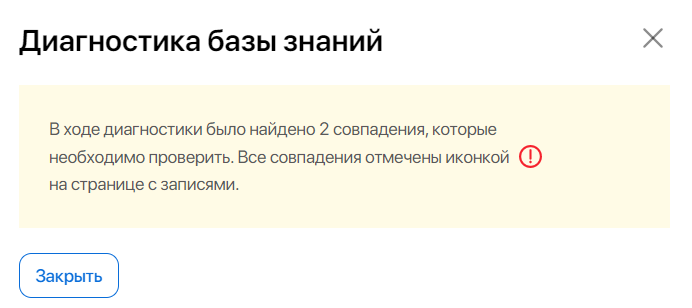 Диагностика базы знаний
В ходе диагностики было найдено 2 совпадения, которые
необходимо проверить. Все совпадения отмечены иконкой
на странице с записями.
Закрыть